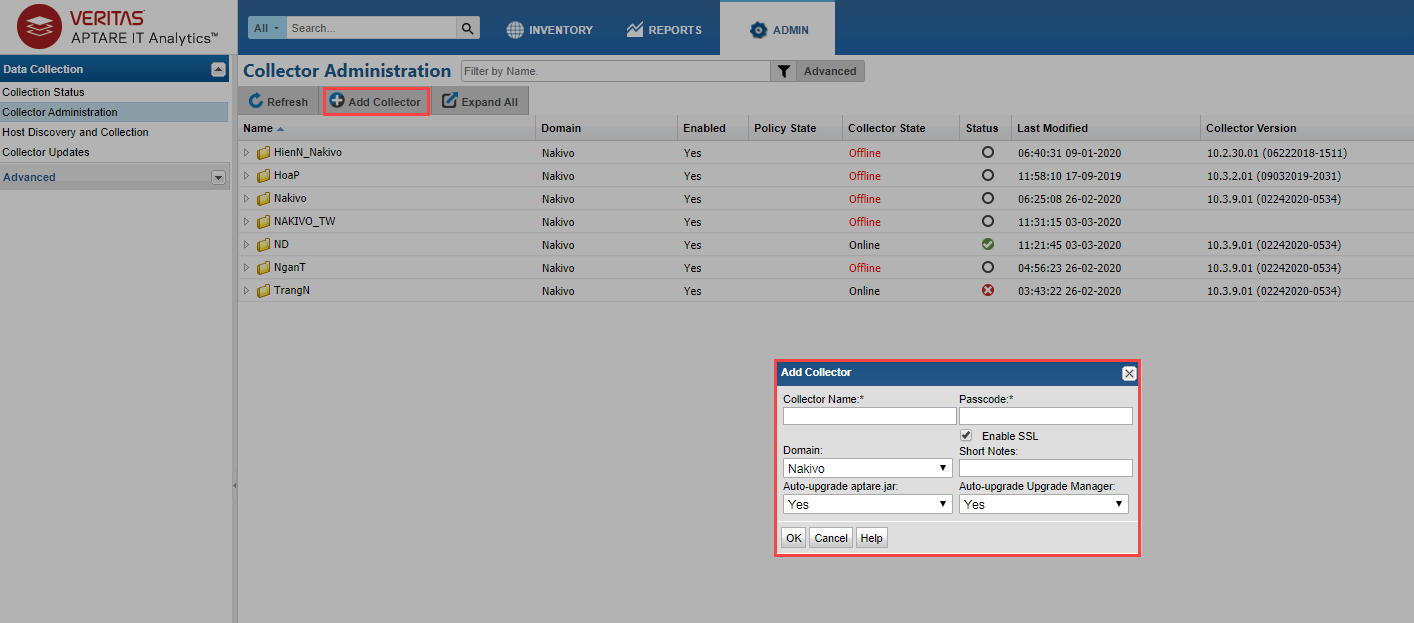 VERITAS™
APTARE IT Analytics™
All
Search...
INVENTORY
REPORTS
ADMIN
Data Collection
Collection Status
Collector Administration
Host Discovery and Collection
Collector Updates
Advanced
Collector Administration
Filter by Name.
Advanced
Refresh
Add Collector
Expand All
Name Domain Enabled Policy State Collector State Status Last Modified Collector Version
HienN_Nakivo Nakivo Yes Offline 06:40:31 09-01-2020 10.2.30.01 (06222018-1511)
HoaP Nakivo Yes Offline 11:58:10 17-09-2019 10.3.2.01 (09032019-2031)
Nakivo Nakivo Yes Offline 06:25:08 26-02-2020 10.3.9.01 (02242020-0534)
NAKIVO_TW Nakivo Yes Offline 11:31:15 03-03-2020
ND Nakivo Yes Online 11:21:45 03-03-2020 10.3.9.01 (02242020-0534)
NganT Nakivo Yes Offline 04:56:23 26-02-2020 10.3.9.01 (02242020-0534)
TrangN Nakivo Yes Online 03:43:22 26-02-2020 10.3.9.01 (02242020-0534)
Add Collector
Collector Name:* Passcode:*
Enable SSL
Domain: Short Notes:
Nakivo
Auto-upgrade aptare.jar: Auto-upgrade Upgrade Manager:
Yes Yes
OK Cancel Help